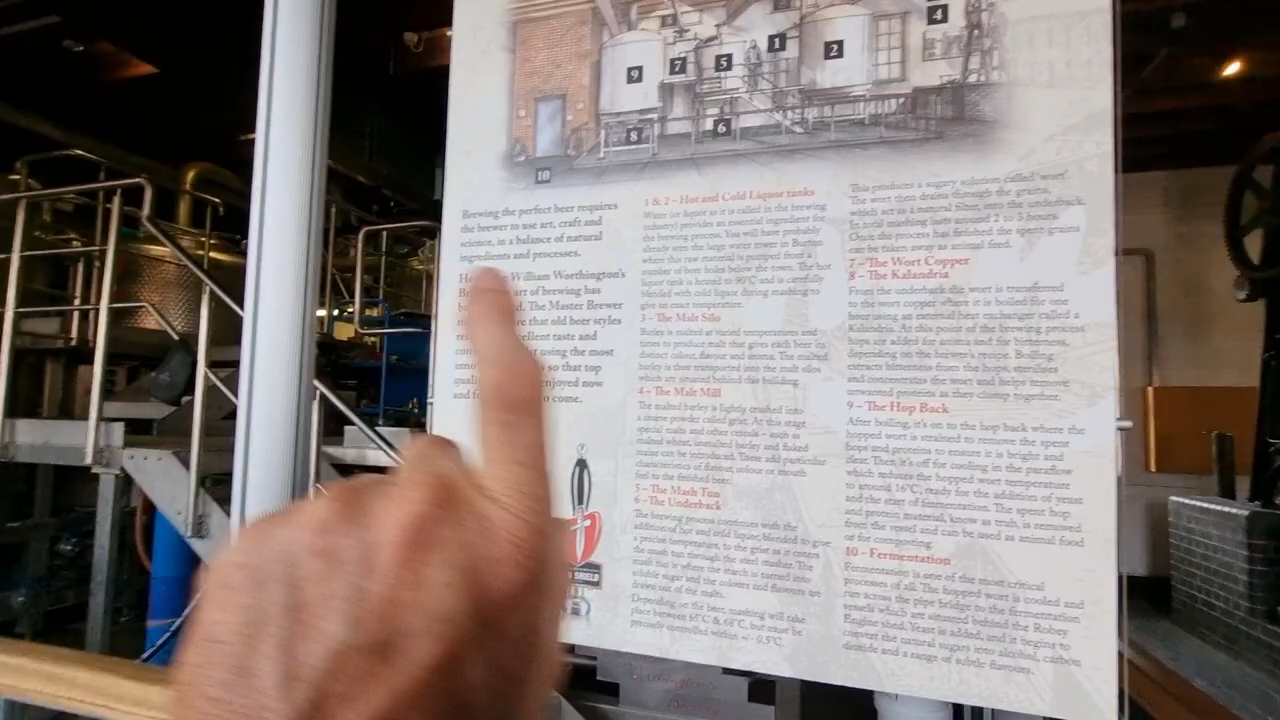 4
1
2
5
7
9
6
8
10
Brewing the perfect beer requires
the brewer to use art, craft and
science, in a balance of natural
ingredients and processes.
William Worthington's
art of brewing has
The Master Brewer
that old beer styles
excellent taste and
using the most
so that top
enjoyed now
and to come.
SHIELD
1 & 2 – Hot and Cold Liquor tanks
Water (or liquor as it is called in the brewing
industry) provides an essential ingredient for
the brewing process. You will have probably
driven past the large water tower in Burton
where this raw material is pumped from a
number of bore holes below the town. The hot
liquor tank is heated to 90°C and is carefully
blended with cold liquor during mashing to
give an exact temperature.
3 – The Malt Silo
Barley is malted at varied temperatures and
times to produce malt that gives each beer its
distinct colour, flavour and aroma. The malted
barley is then transported into the malt silos
that are situated behind this building.
4 – The Malt Mill
The malted barley is lightly crushed into
a coarse powder called grist. At this stage
special malts and other cereals – such as
malted wheat, unmalted barley and flaked
maize can be introduced. These add particular
characteristics of flavour, colour or mouth
feel to the finished beer.
5 – The Mash Tun
6 – The Underback
The brewing process continues with the
addition of hot and cold liquor, blended to give
a precise temperature, to the grist as it enters
the mash tun through the steel masher. The
mash tun is where the starch is turned into
soluble sugar and the colours and flavours are
drawn out of the malts.
Depending on the beer, mashing will take
place between 65°C & 68°C, but must be
precisely controlled within +/- 0.5°C.
This produces a sugary solution called 'wort'.
The wort then drains through the grains,
which act as a natural filter, into the underback.
In total mashing lasts around 2 to 3 hours.
Once the process has finished the spent grains
can be taken away as animal feed.
7 – The Wort Copper
8 – The Kalandria
From the underback the wort is transferred
to the wort copper where it is boiled for one
hour using an external heat exchanger called a
Kalandria. At this point of the brewing process
hops are added for aroma and for bitterness,
depending on the brewer's recipe. Boiling
extracts bitterness from the hops, sterilises
and concentrates the wort and helps remove
unwanted proteins as they clump together.
9 – The Hop Back
After boiling, it's on to the hop back where the
hopped wort is strained to remove the spent
hops and proteins to ensure it is bright and
clear. Then it's off for cooling in the paraflow
which reduces the hopped wort temperature
to around 16°C, ready for the addition of yeast
and the start of fermentation. The spent hop
and protein material, know as trub, is removed
from the vessel and can be used as animal food
or for composting.
10 – Fermentation
Fermentation is one of the most critical
processes of all. The hopped wort is cooled and
run across the pipe bridge to the fermentation
vessels which are situated behind the Robey
Engine shed. Yeast is added, and it begins to
convert the natural sugars into alcohol, carbon
dioxide and a range of subtle flavours.